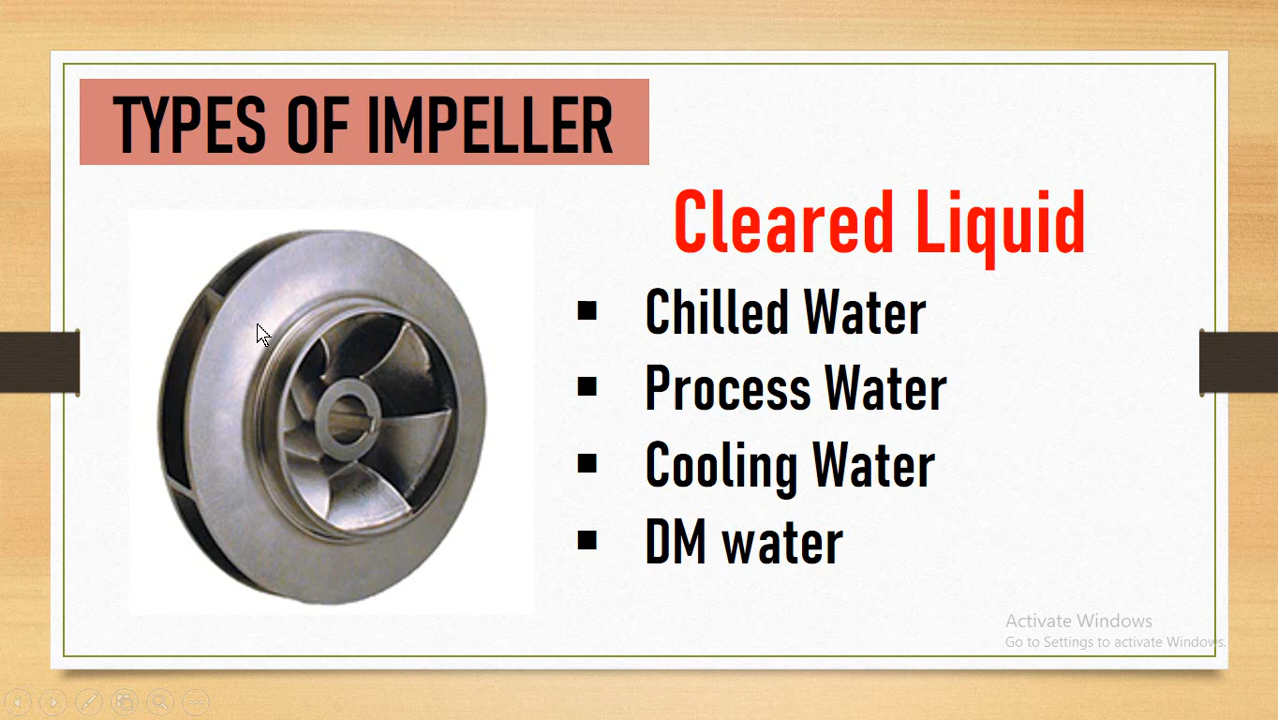 TYPES OF IMPELLER
Cleared Liquid
▪ Chilled Water
▪ Process Water
▪ Cooling Water
▪ DM water
Activate Windows
Go to Settings to activate Windows.